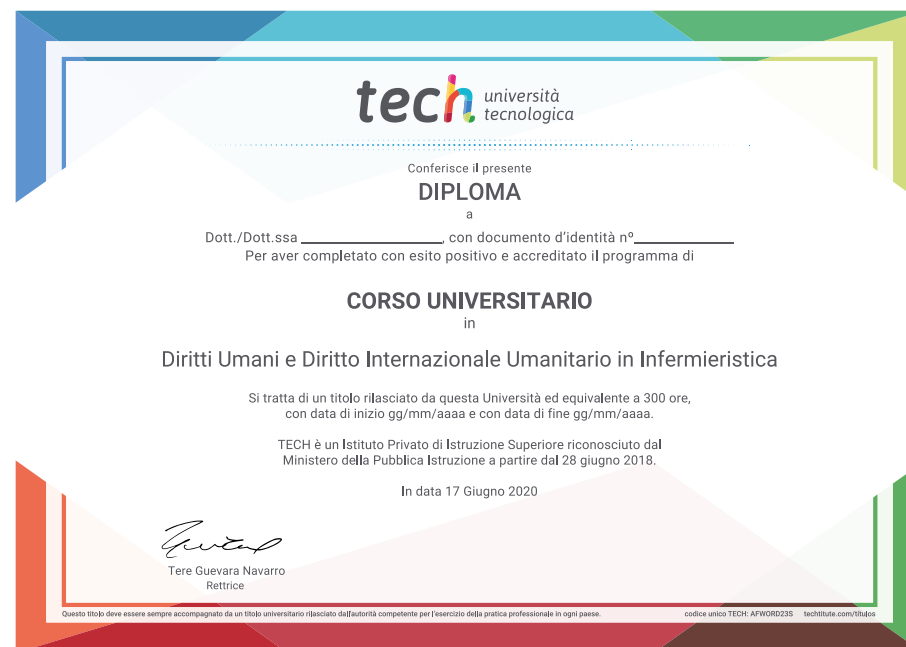 tech università
tecnologica
Conferisce il presente
DIPLOMA
a
Dott./Dott.ssa ____________________, con documento d'identità nº______________
Per aver completato con esito positivo e accreditato il programma di
CORSO UNIVERSITARIO
in
Diritti Umani e Diritto Internazionale Umanitario in Infermieristica
Si tratta di un titolo rilasciato da questa Università ed equivalente a 300 ore,
con data di inizio gg/mm/aaaa e con data di fine gg/mm/aaaa.
TECH è un Istituto Privato di Istruzione Superiore riconosciuto dal
Ministero della Pubblica Istruzione a partire dal 28 giugno 2018.
In data 17 Giugno 2020
Tere Guevara Navarro
Rettrice
Questo titolo deve essere sempre accompagnato da un titolo universitario rilasciato dall'autorità competente per l'esercizio della pratica professionale in ogni paese. codice unico TECH: AFWORD23S techtitute.com/titulos